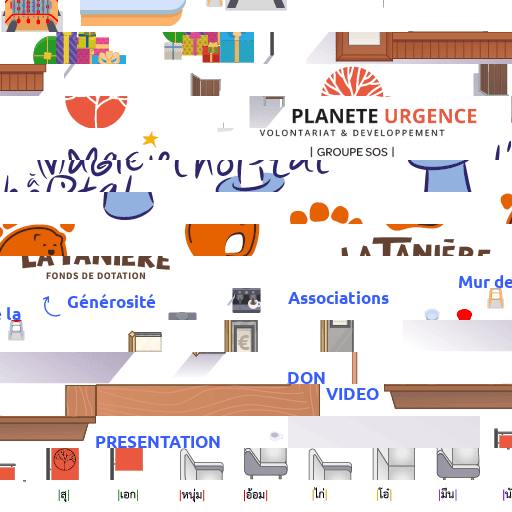 PLANETE URGENCE
VOLONTARIAT & DEVELOPPEMENT
| GROUPE SOS |
LA TANIÈRE
FONDS DE DOTATION
Mur de
Générosité
Associations
e la
DON
VIDEO
PRESENTATION
|สุ| |เอก| |หนุ่ม| |อ้อม| |ไก่| |โอ๋| |มีน|